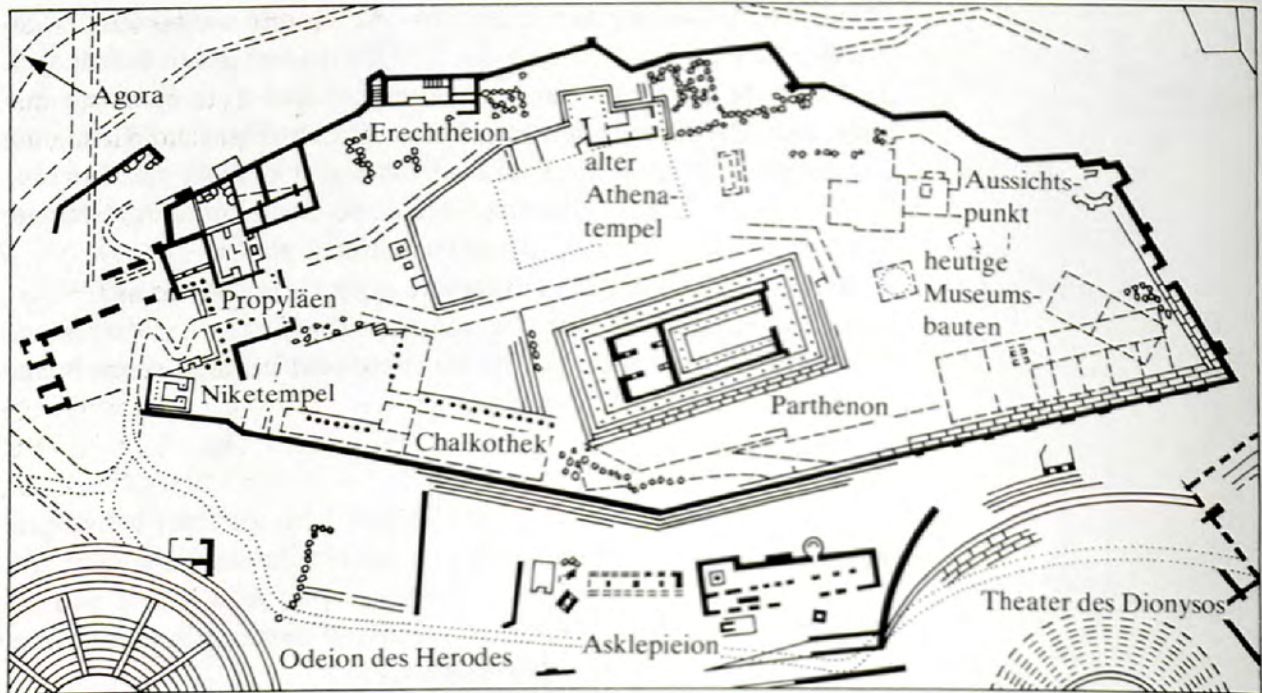 Agora
Erechtheion
alter
Athena-
tempel
Aussichts-
punkt
heutige
Museums-
bauten
Propyläen
Niketempel
Parthenon
Chalkothek
Theater des Dionysos
Asklepieion
Odeion des Herodes